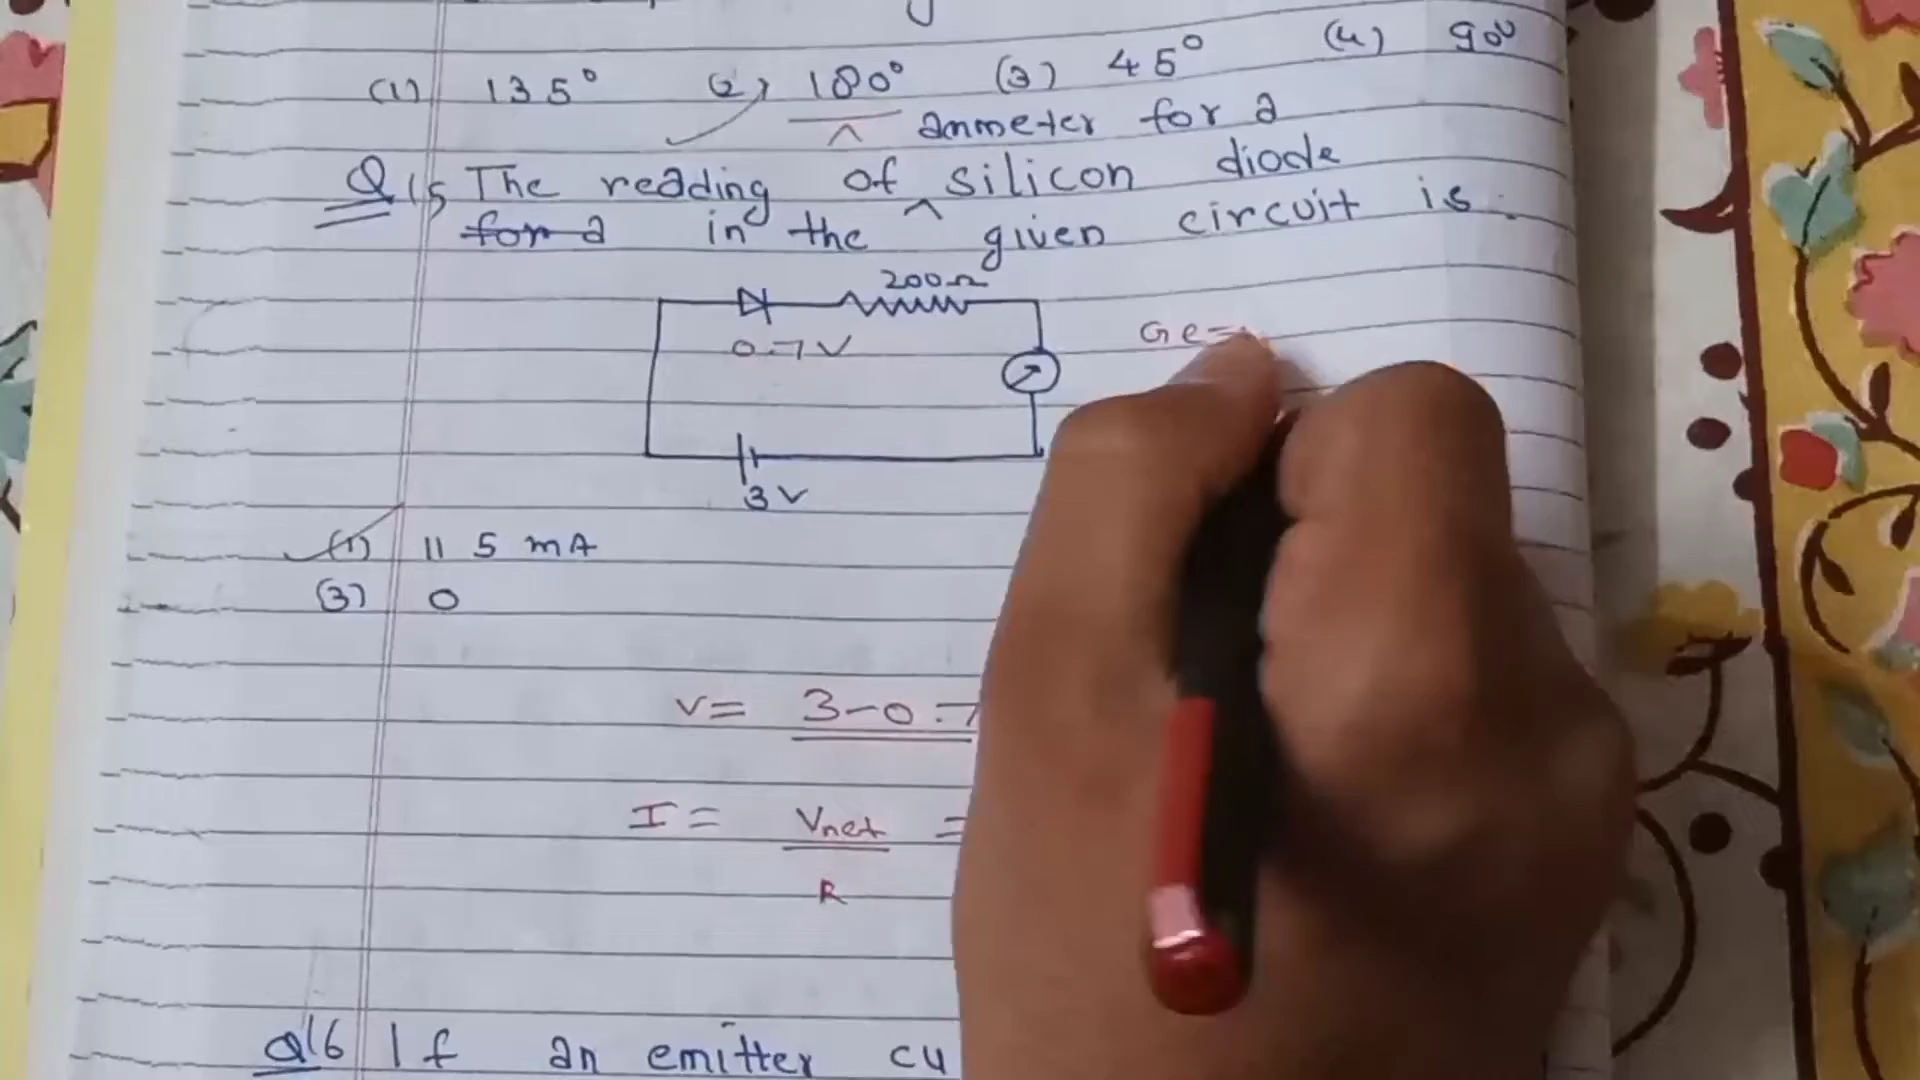 (1) 135° (2) 180° (3) 45° (4) 90°
^ ammeter for a
Q15 The reading of ^ silicon diode
for a in the given circuit is
200Ω
0.7V
Ge=
3V
(1) 11 5 mA
(3) 0
V= 3-0.7
I = Vnet =
R
Q16 If an emitter cu